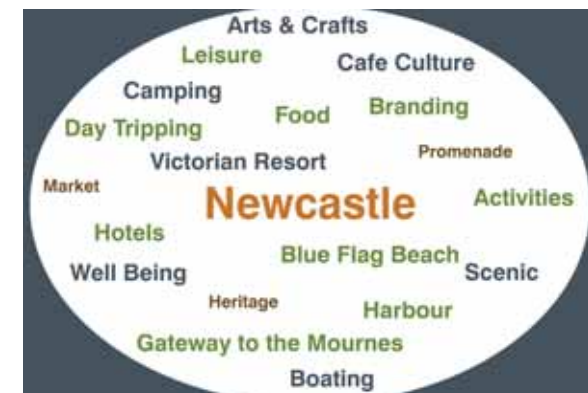 Arts & Crafts
Leisure
Cafe Culture
Camping
Food
Branding
Day Tripping
Victorian Resort
Promenade
Market
Newcastle
Activities
Hotels
Blue Flag Beach
Well Being
Scenic
Heritage
Harbour
Gateway to the Mournes
Boating